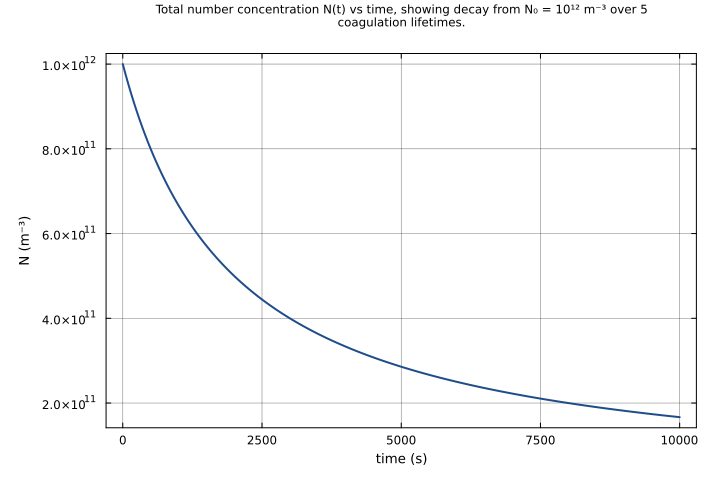 Total number concentration N(t) vs time, showing decay from N₀ = 10¹² m⁻³ over 5
coagulation lifetimes.
1.0×10¹²
8.0×10¹¹
6.0×10¹¹
4.0×10¹¹
2.0×10¹¹
N (m⁻³)
0 2500 5000 7500 10000
time (s)